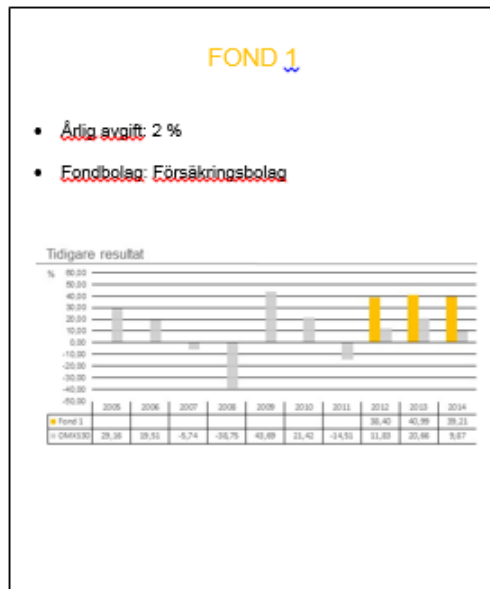 FOND 1
• Årlig avgift: 2 %
• Fondbolag: Försäkringsbolag
Tidigare resultat
%
60,00
50,00
40,00
30,00
20,00
10,00
0,00
-10,00
-20,00
-30,00
-40,00
-50,00
2005 2006 2007 2008 2009 2010 2011 2012 2013 2014
Fond 1 38,40 40,99 39,21
OMXS30 29,16 19,51 -5,74 -38,75 43,69 21,42 -14,51 11,83 20,66 9,87